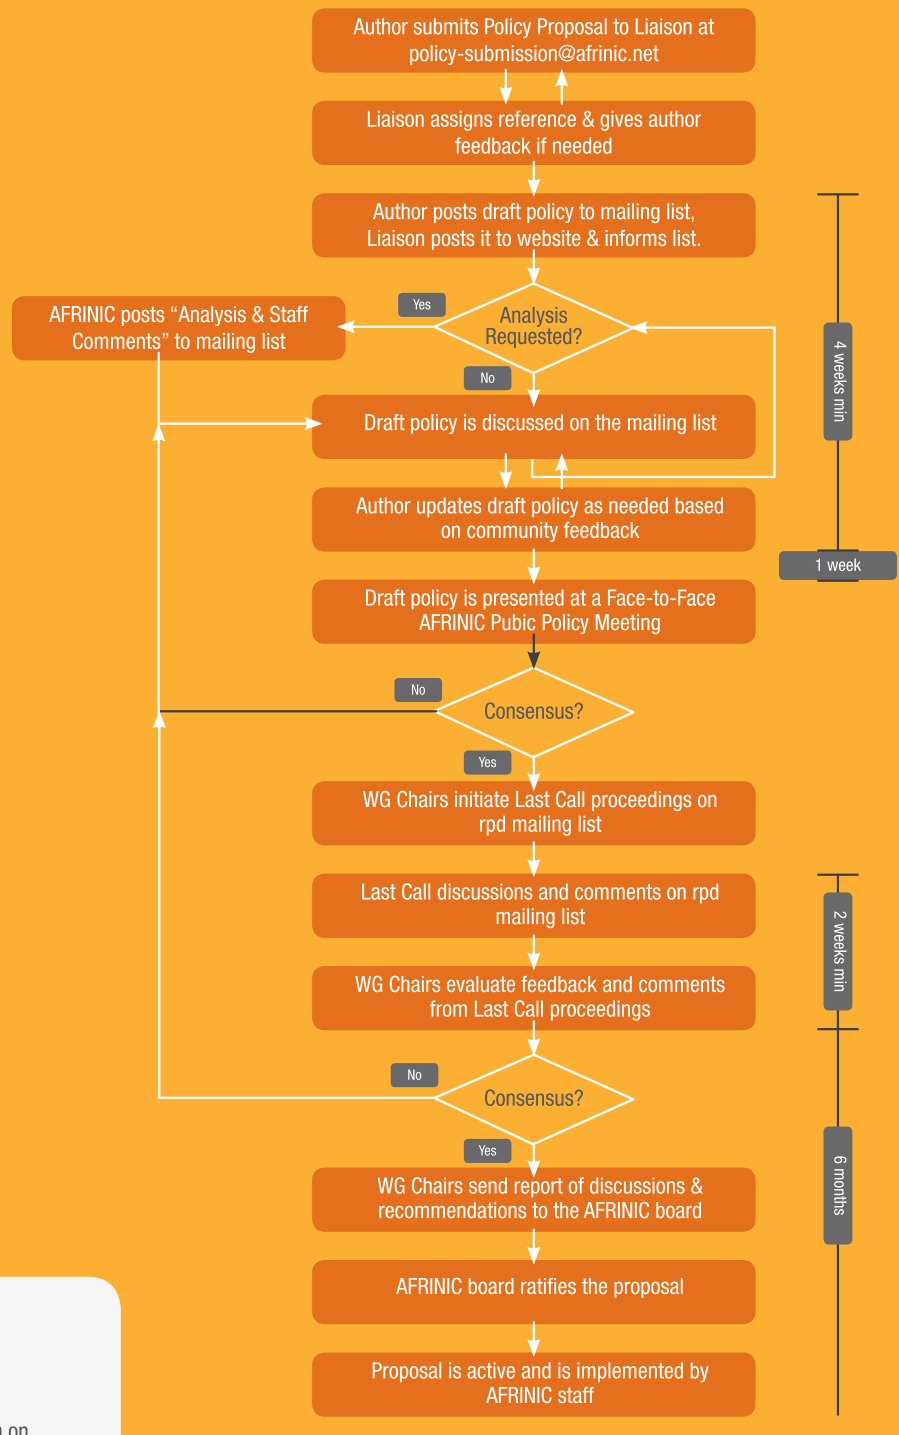 Author submits Policy Proposal to Liaison at
policy-submission@afrinic.net
Liaison assigns reference & gives author
feedback if needed
Author posts draft policy to mailing list,
Liaison posts it to website & informs list.
Analysis
Requested?
Yes
AFRINIC posts “Analysis & Staff
Comments” to mailing list
No
4 weeks min
Draft policy is discussed on the mailing list
Author updates draft policy as needed based
on community feedback
1 week
Draft policy is presented at a Face-to-Face
AFRINIC Pubic Policy Meeting
No
Consensus?
Yes
WG Chairs initiate Last Call proceedings on
rpd mailing list
Last Call discussions and comments on rpd
mailing list
2 weeks min
WG Chairs evaluate feedback and comments
from Last Call proceedings
No
Consensus?
Yes
WG Chairs send report of discussions &
recommendations to the AFRINIC board
6 months
AFRINIC board ratifies the proposal
Proposal is active and is implemented by
AFRINIC staff
on